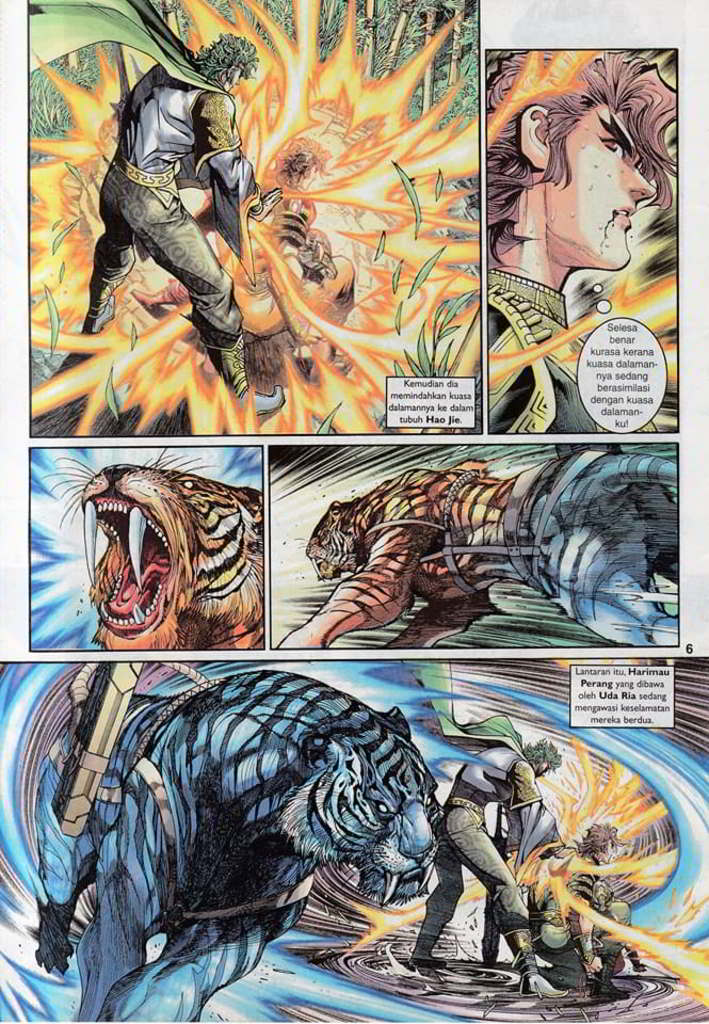 Kemudian dia
memindahkan kuasa
dalamannya ke dalam
tubuh Hao Jie.
Selesa
benar
kurasa kerana
kuasa dalaman-
nya sedang
berasimilasi
dengan kuasa
dalaman-
ku!
6
Lantaran itu, Harimau
Perang yang dibawa
oleh Uda Ria sedang
mengawasi keselamatan
mereka berdua.